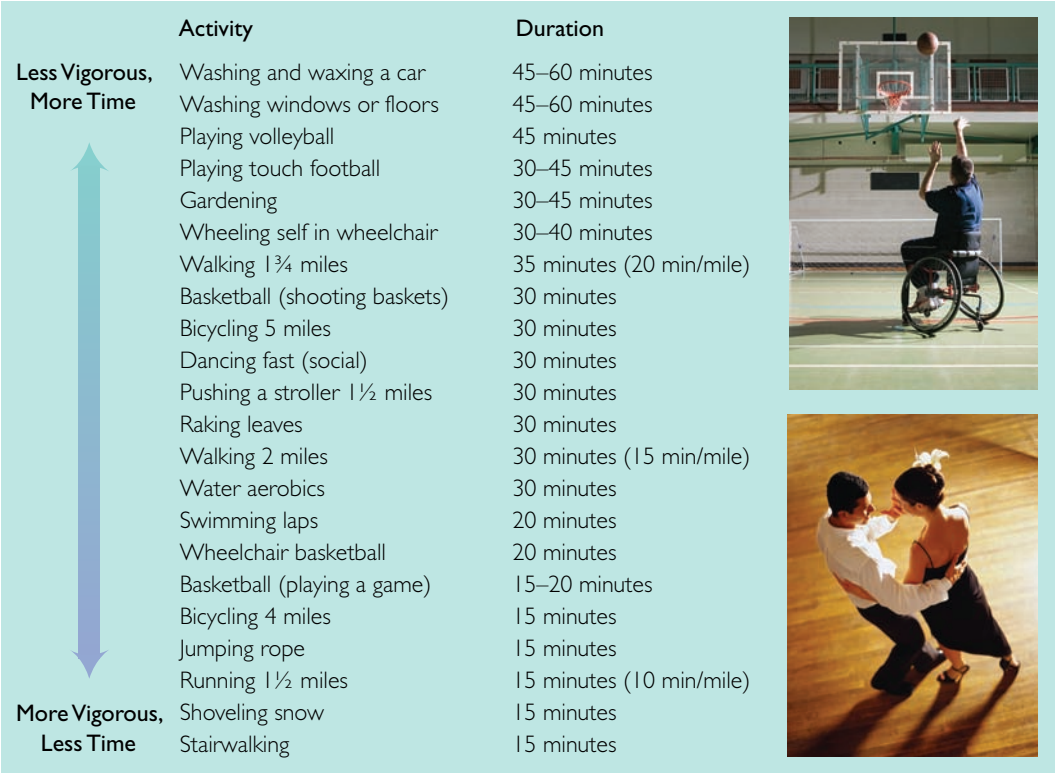 Activity Duration
Less Vigorous, Washing and waxing a car 45–60 minutes
More Time Washing windows or floors 45–60 minutes
Playing volleyball 45 minutes
Playing touch football 30–45 minutes
Gardening 30–45 minutes
Wheeling self in wheelchair 30–40 minutes
Walking 1¾ miles 35 minutes (20 min/mile)
Basketball (shooting baskets) 30 minutes
Bicycling 5 miles 30 minutes
Dancing fast (social) 30 minutes
Pushing a stroller 1½ miles 30 minutes
Raking leaves 30 minutes
Walking 2 miles 30 minutes (15 min/mile)
Water aerobics 30 minutes
Swimming laps 20 minutes
Wheelchair basketball 20 minutes
Basketball (playing a game) 15–20 minutes
Bicycling 4 miles 15 minutes
Jumping rope 15 minutes
Running 1½ miles 15 minutes (10 min/mile)
More Vigorous, Shoveling snow 15 minutes
Less Time Stairwalking 15 minutes